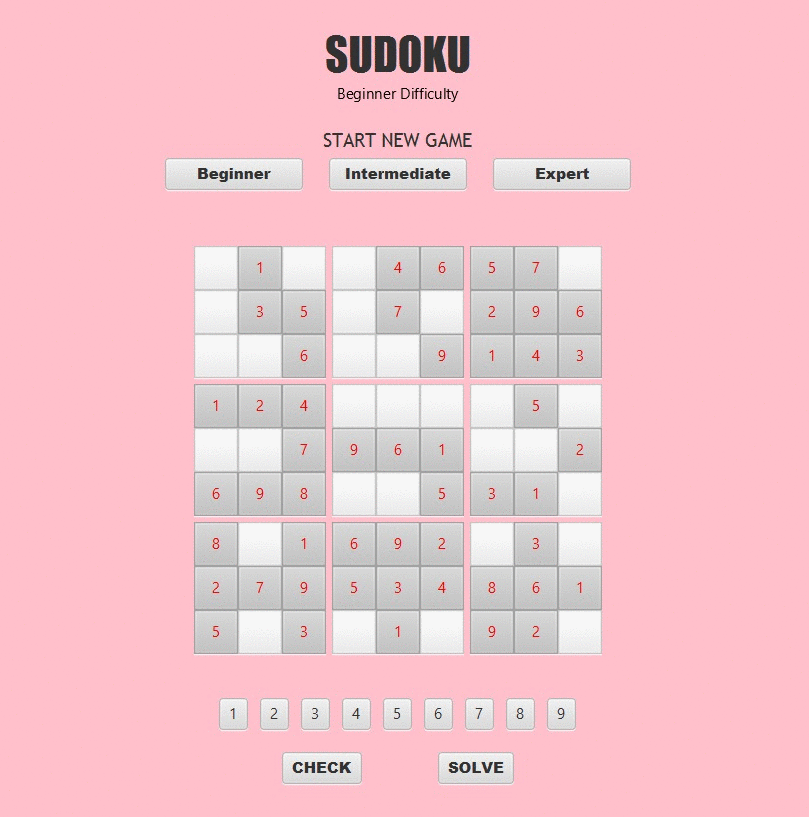 SUDOKU
Beginner Difficulty
START NEW GAME
Beginner Intermediate Expert
1 4 6 5 7
3 5 7 2 9 6
6 9 1 4 3
1 2 4 5
7 9 6 1 2
6 9 8 5 3 1
8 1 6 9 2 3
2 7 9 5 3 4 8 6 1
5 3 1 9 2
1 2 3 4 5 6 7 8 9
CHECK SOLVE